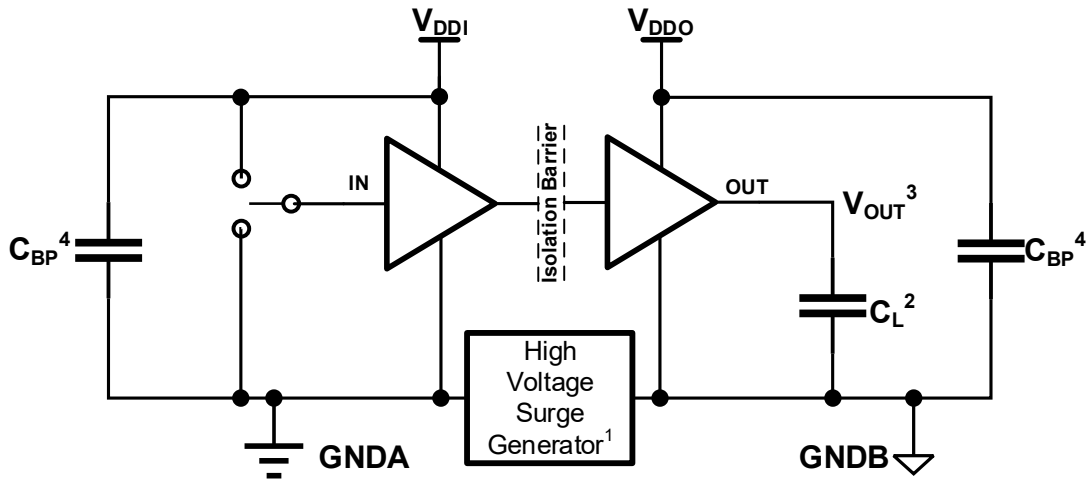 VDDI
VDDO
IN
Isolation Barrier
OUT
VOUT3
CBP4
CBP4
CL2
High
Voltage
Surge
Generator1
GNDA
GNDB